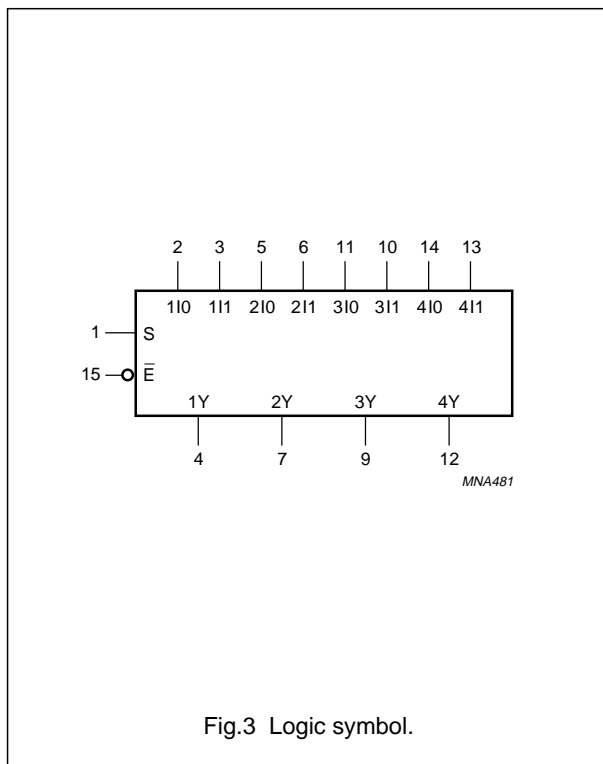 2 3 5 6 11 10 14 13
1I0 1I1 2I0 2I1 3I0 3I1 4I0 4I1
1 S
15 E̅
1Y 2Y 3Y 4Y
4 7 9 12
MNA481
Fig.3 Logic symbol.